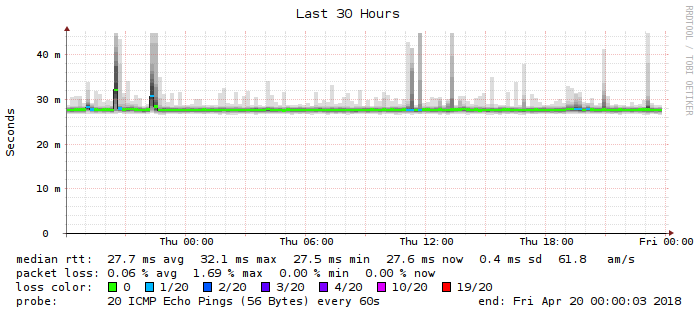 Last 30 Hours
RRDTOOL / TOBI OETIKER
Seconds
40 m
30 m
20 m
10 m
0
Thu 00:00 Thu 06:00 Thu 12:00 Thu 18:00 Fri 00:00
median rtt: 27.7 ms avg 32.1 ms max 27.5 ms min 27.6 ms now 0.4 ms sd 61.8 am/s
packet loss: 0.06 % avg 1.69 % max 0.00 % min 0.00 % now
loss color: 0 1/20 2/20 3/20 4/20 10/20 19/20
probe: 20 ICMP Echo Pings (56 Bytes) every 60s end: Fri Apr 20 00:00:03 2018